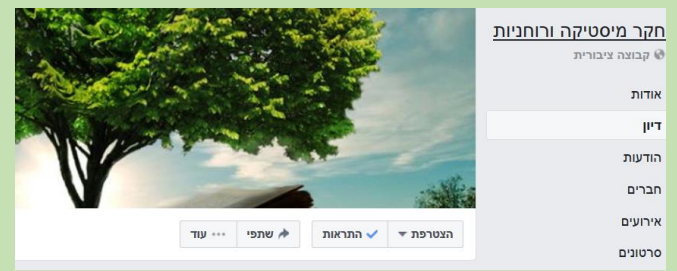 חקר מיסטיקה ורוחניות
קבוצה ציבורית
אודות
דיון
הודעות
חברים
אירועים
סרטונים
הצטרפת
התראות
שתפי
עוד